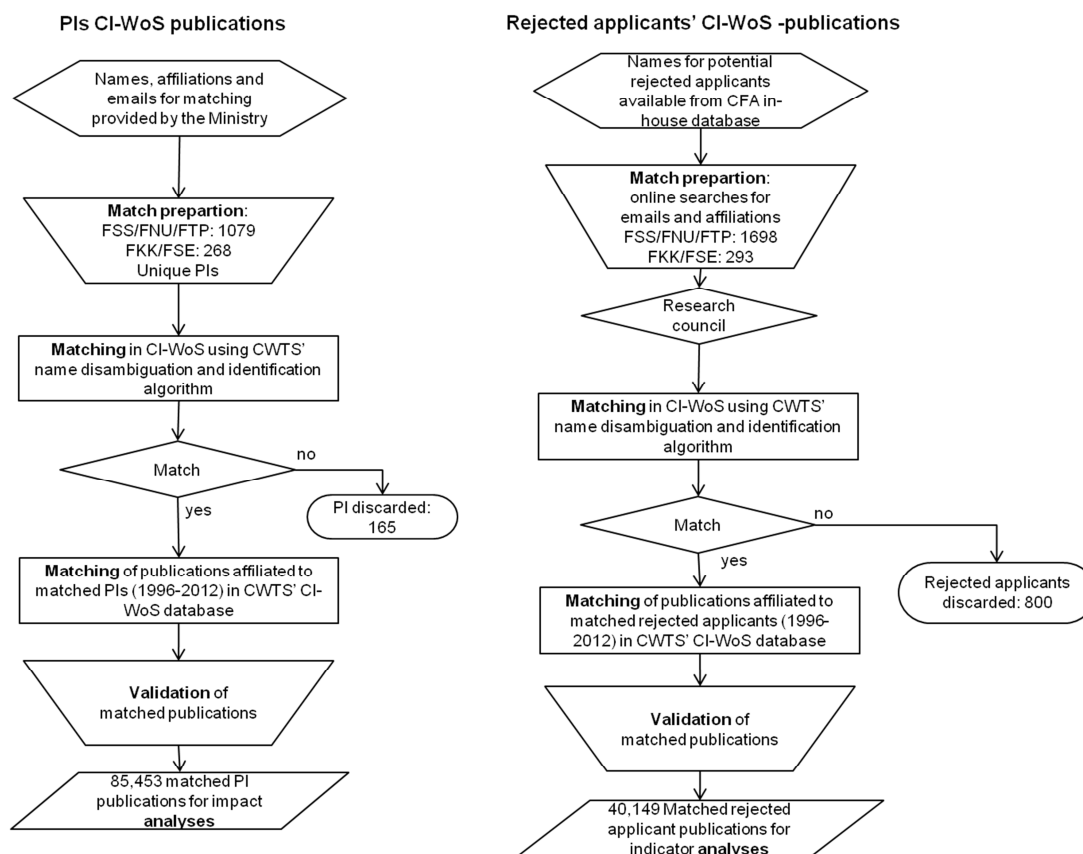 PIs CI-WoS publications
Names, affiliations and
emails for matching
provided by the Ministry
Match prepartion:
FSS/FNU/FTP: 1079
FKK/FSE: 268
Unique PIs
Matching in CI-WoS using CWTS'
name disambiguation and identification
algorithm
Match
no
yes
PI discarded:
165
Matching of publications affiliated to
matched PIs (1996-2012) in CWTS' CI-
WoS database
Validation of
matched publications
85,453 matched PI
publications for impact
analyses
Rejected applicants' CI-WoS -publications
Names for potential
rejected applicants
available from CFA in-
house database
Match prepartion:
online searches for
emails and affiliations
FSS/FNU/FTP: 1698
FKK/FSE: 293
Research
council
Matching in CI-WoS using CWTS'
name disambiguation and identification
algorithm
Match
no
yes
Rejected applicants
discarded: 800
Matching of publications affiliated to
matched rejected applicants (1996-
2012) in CWTS' CI-WoS database
Validation of
matched publications
40,149 Matched rejected
applicant publications for
indicator analyses